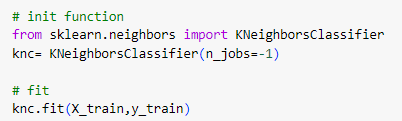 # init function
from sklearn.neighbors import KNeighborsClassifier
knc= KNeighborsClassifier(n_jobs=-1)
# fit
knc.fit(X_train,y_train)